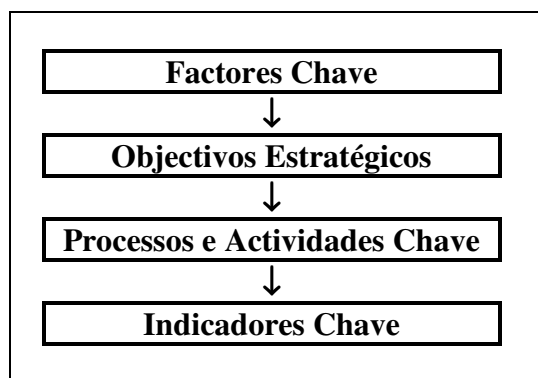 Factores Chave
Objectivos Estratégicos
Processos e Actividades Chave
Indicadores Chave